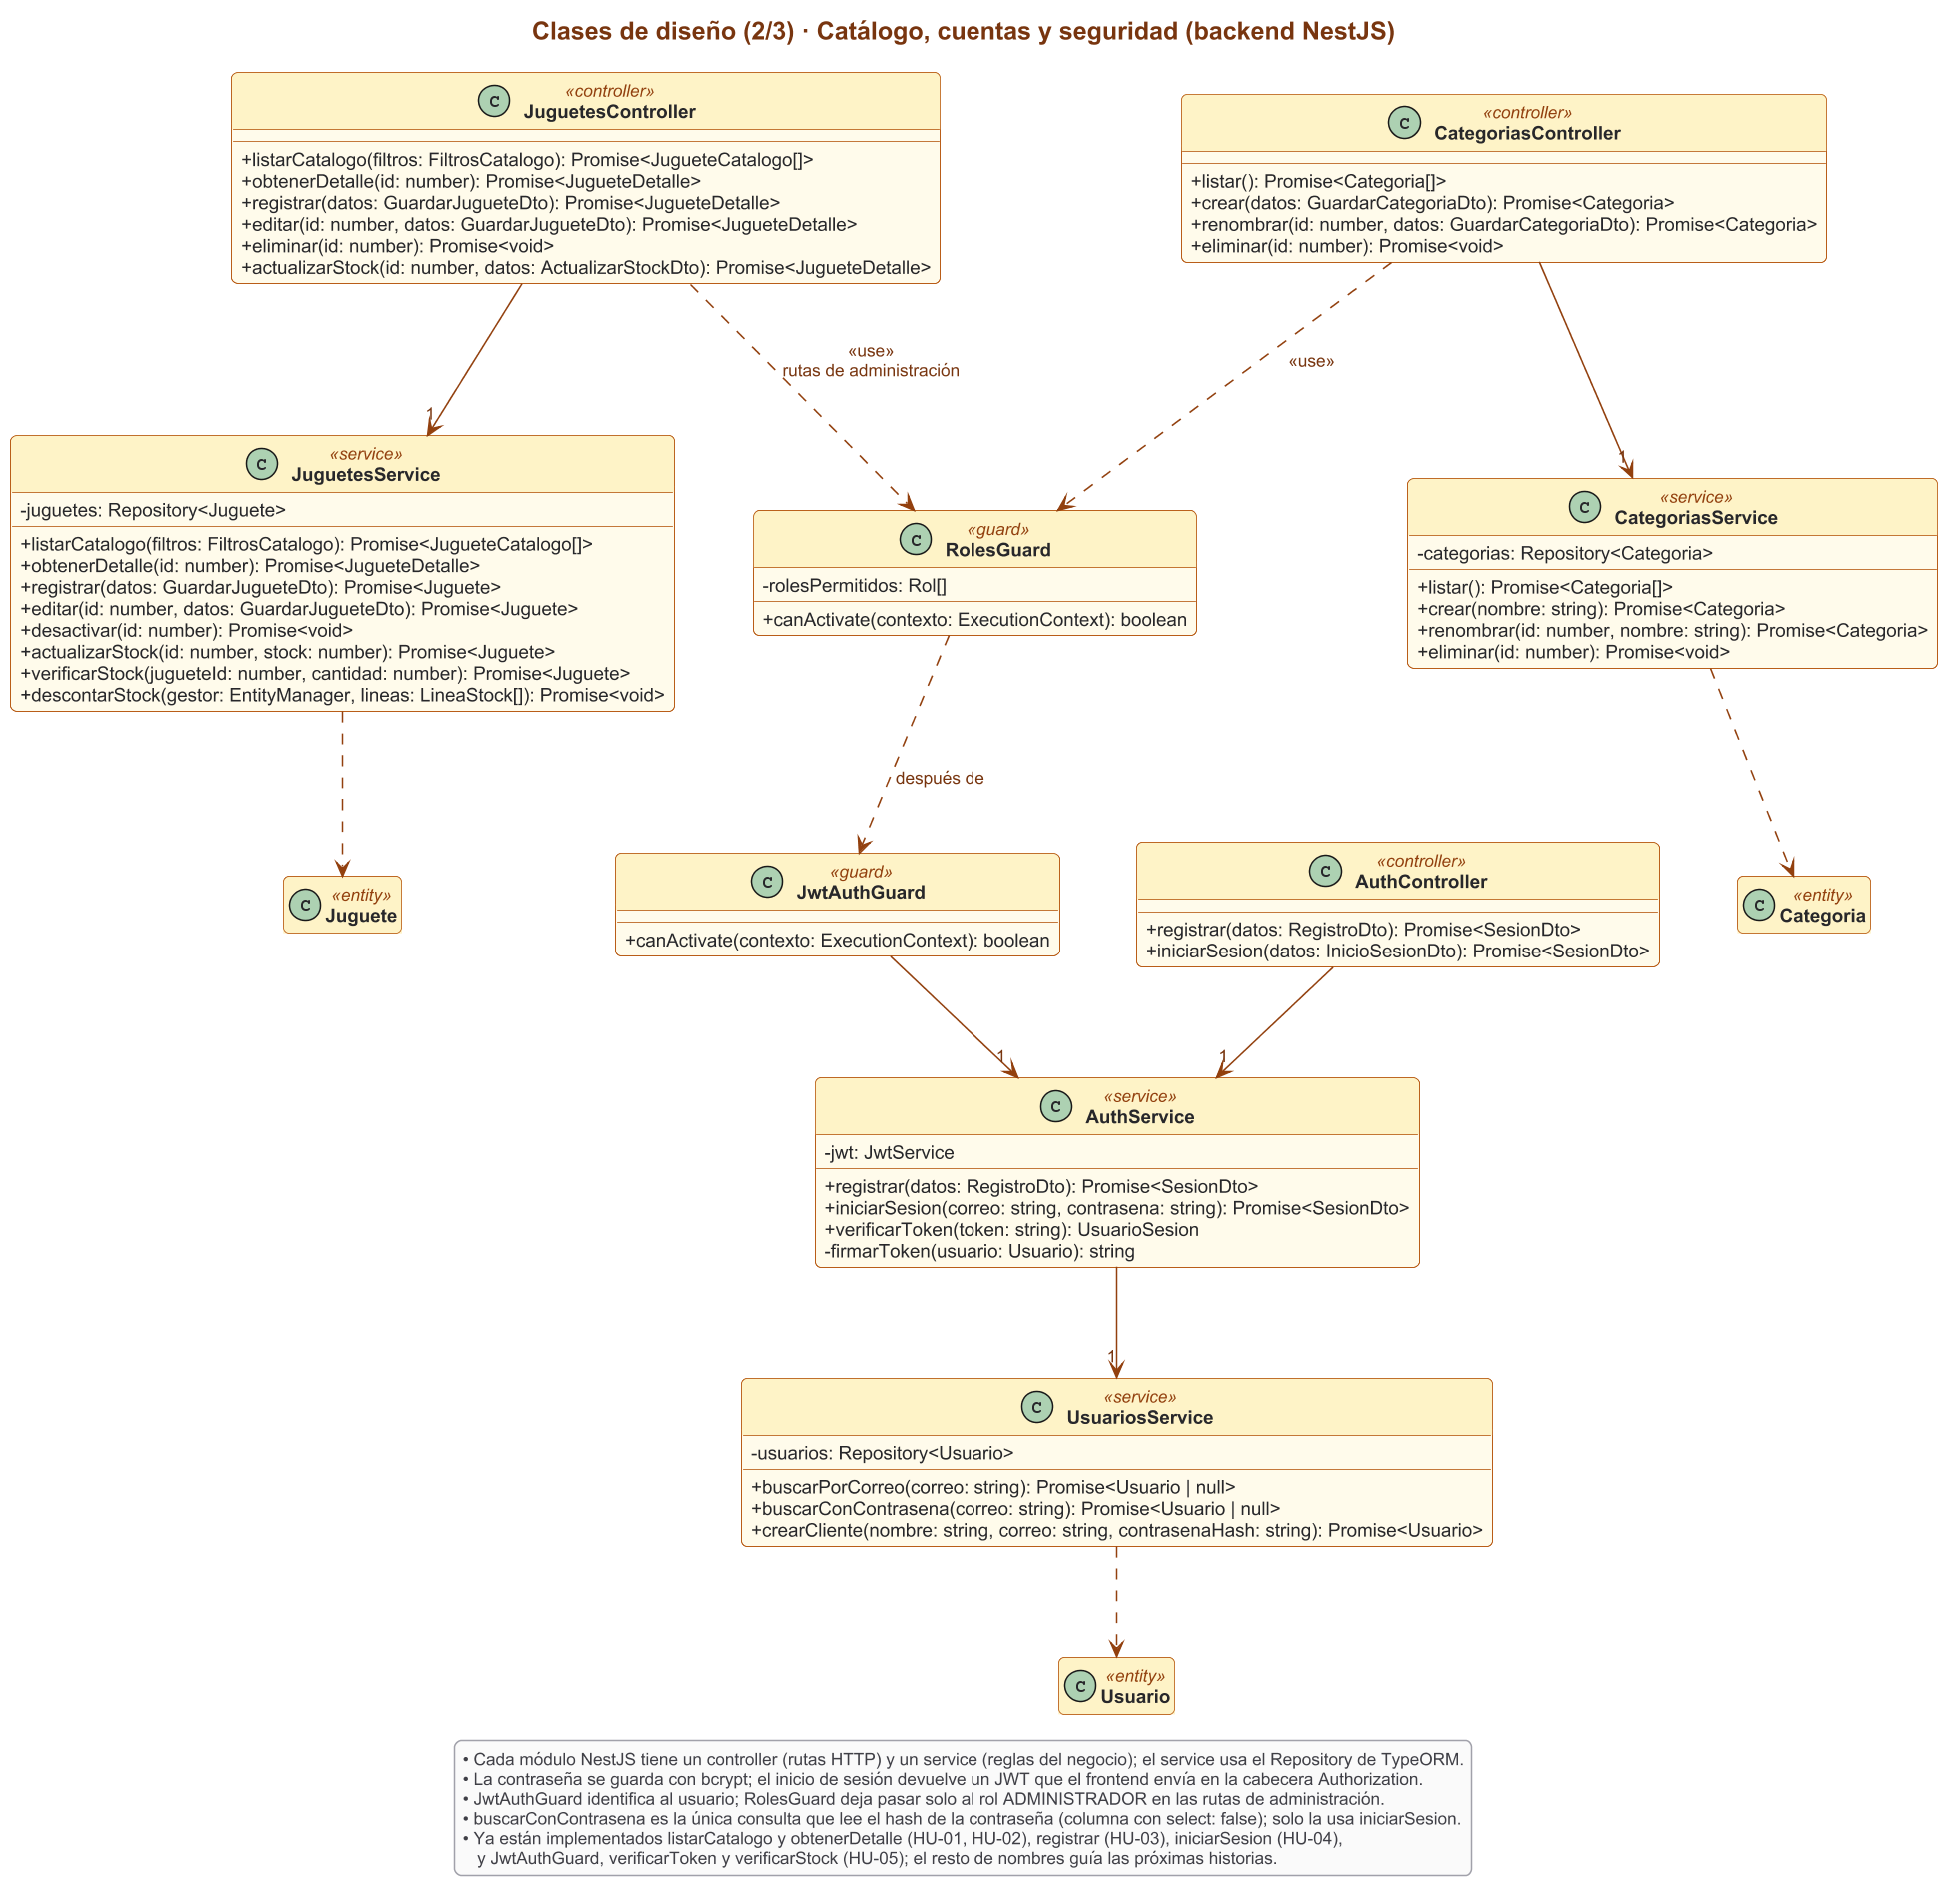 Clases de diseño (2/3) · Catálogo, cuentas y seguridad (backend NestJS)
C
«controller»
JuguetesController
+listarCatalogo(filtros: FiltrosCatalogo): Promise<JugueteCatalogo[]>
+obtenerDetalle(id: number): Promise<JugueteDetalle>
+registrar(datos: GuardarJugueteDto): Promise<JugueteDetalle>
+editar(id: number, datos: GuardarJugueteDto): Promise<JugueteDetalle>
+eliminar(id: number): Promise<void>
+actualizarStock(id: number, datos: ActualizarStockDto): Promise<JugueteDetalle>
C
«controller»
CategoriasController
+listar(): Promise<Categoria[]>
+crear(datos: GuardarCategoriaDto): Promise<Categoria>
+renombrar(id: number, datos: GuardarCategoriaDto): Promise<Categoria>
+eliminar(id: number): Promise<void>
«use»
rutas de administración
«use»
1
1
C
«service»
JuguetesService
-juguetes: Repository<Juguete>
+listarCatalogo(filtros: FiltrosCatalogo): Promise<JugueteCatalogo[]>
+obtenerDetalle(id: number): Promise<JugueteDetalle>
+registrar(datos: GuardarJugueteDto): Promise<Juguete>
+editar(id: number, datos: GuardarJugueteDto): Promise<Juguete>
+desactivar(id: number): Promise<void>
+actualizarStock(id: number, stock: number): Promise<Juguete>
+verificarStock(jugueteId: number, cantidad: number): Promise<Juguete>
+descontarStock(gestor: EntityManager, lineas: LineaStock[]): Promise<void>
C
«guard»
RolesGuard
-rolesPermitidos: Rol[]
+canActivate(contexto: ExecutionContext): boolean
C
«service»
CategoriasService
-categorias: Repository<Categoria>
+listar(): Promise<Categoria[]>
+crear(nombre: string): Promise<Categoria>
+renombrar(id: number, nombre: string): Promise<Categoria>
+eliminar(id: number): Promise<void>
después de
C
«entity»
Juguete
C
«guard»
JwtAuthGuard
+canActivate(contexto: ExecutionContext): boolean
C
«controller»
AuthController
+registrar(datos: RegistroDto): Promise<SesionDto>
+iniciarSesion(datos: InicioSesionDto): Promise<SesionDto>
C
«entity»
Categoria
1
1
C
«service»
AuthService
-jwt: JwtService
+registrar(datos: RegistroDto): Promise<SesionDto>
+iniciarSesion(correo: string, contrasena: string): Promise<SesionDto>
+verificarToken(token: string): UsuarioSesion
-firmarToken(usuario: Usuario): string
1
C
«service»
UsuariosService
-usuarios: Repository<Usuario>
+buscarPorCorreo(correo: string): Promise<Usuario | null>
+buscarConContrasena(correo: string): Promise<Usuario | null>
+crearCliente(nombre: string, correo: string, contrasenaHash: string): Promise<Usuario>
C
«entity»
Usuario
• Cada módulo NestJS tiene un controller (rutas HTTP) y un service (reglas del negocio); el service usa el Repository de TypeORM.
• La contraseña se guarda con bcrypt; el inicio de sesión devuelve un JWT que el frontend envía en la cabecera Authorization.
• JwtAuthGuard identifica al usuario; RolesGuard deja pasar solo al rol ADMINISTRADOR en las rutas de administración.
• buscarConContrasena es la única consulta que lee el hash de la contraseña (columna con select: false); solo la usa iniciarSesion.
• Ya están implementados listarCatalogo y obtenerDetalle (HU-01, HU-02), registrar (HU-03), iniciarSesion (HU-04),
y JwtAuthGuard, verificarToken y verificarStock (HU-05); el resto de nombres guía las próximas historias.